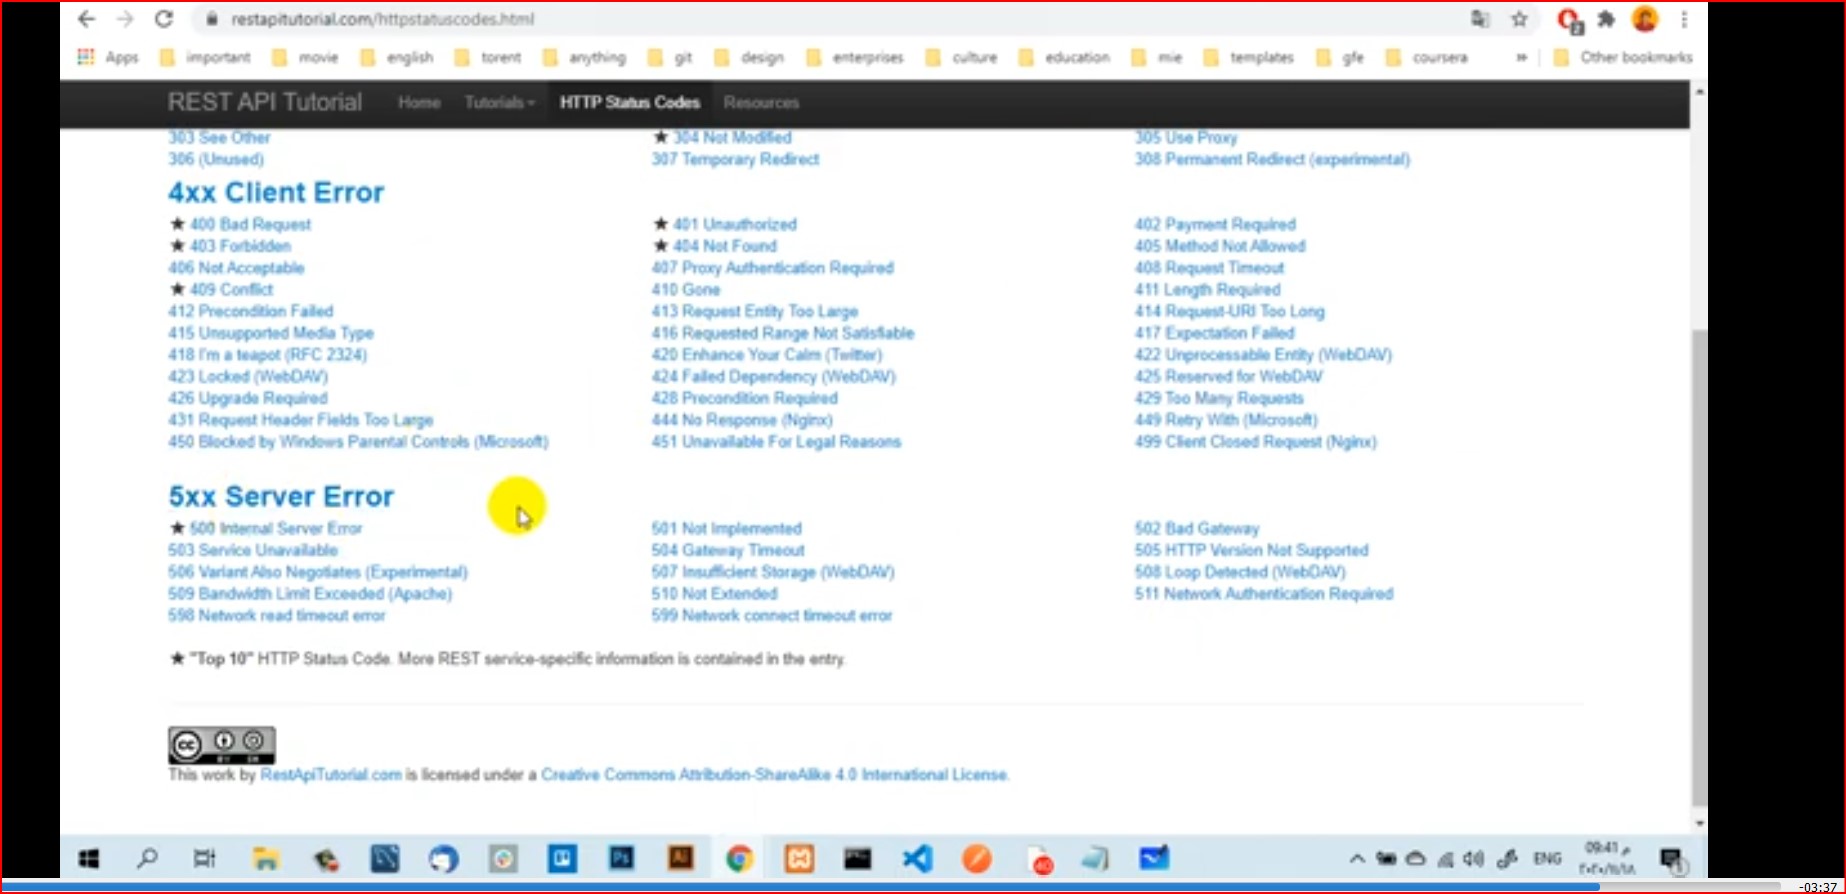 restapitutorial.com/httpstatuscodes.html
Apps important movie english torent anything git design enterprises culture education mie templates gfe coursera » Other bookmarks
REST API Tutorial Home Tutorials HTTP Status Codes Resources
303 See Other ★ 304 Not Modified 305 Use Proxy
306 (Unused) 307 Temporary Redirect 308 Permanent Redirect (experimental)
4xx Client Error
★ 400 Bad Request ★ 401 Unauthorized 402 Payment Required
★ 403 Forbidden ★ 404 Not Found 405 Method Not Allowed
406 Not Acceptable 407 Proxy Authentication Required 408 Request Timeout
★ 409 Conflict 410 Gone 411 Length Required
412 Precondition Failed 413 Request Entity Too Large 414 Request-URI Too Long
415 Unsupported Media Type 416 Requested Range Not Satisfiable 417 Expectation Failed
418 I'm a teapot (RFC 2324) 420 Enhance Your Calm (Twitter) 422 Unprocessable Entity (WebDAV)
423 Locked (WebDAV) 424 Failed Dependency (WebDAV) 425 Reserved for WebDAV
426 Upgrade Required 428 Precondition Required 429 Too Many Requests
431 Request Header Fields Too Large 444 No Response (Nginx) 449 Retry With (Microsoft)
450 Blocked by Windows Parental Controls (Microsoft) 451 Unavailable For Legal Reasons 499 Client Closed Request (Nginx)
5xx Server Error
★ 500 Internal Server Error 501 Not Implemented 502 Bad Gateway
503 Service Unavailable 504 Gateway Timeout 505 HTTP Version Not Supported
506 Variant Also Negotiates (Experimental) 507 Insufficient Storage (WebDAV) 508 Loop Detected (WebDAV)
509 Bandwidth Limit Exceeded (Apache) 510 Not Extended 511 Network Authentication Required
598 Network read timeout error 599 Network connect timeout error
★ "Top 10" HTTP Status Code. More REST service-specific information is contained in the entry.
cc
This work by RestApiTutorial.com is licensed under a Creative Commons Attribution-ShareAlike 4.0 International License.
Ps Ai ENG 09:41 م
-03:37